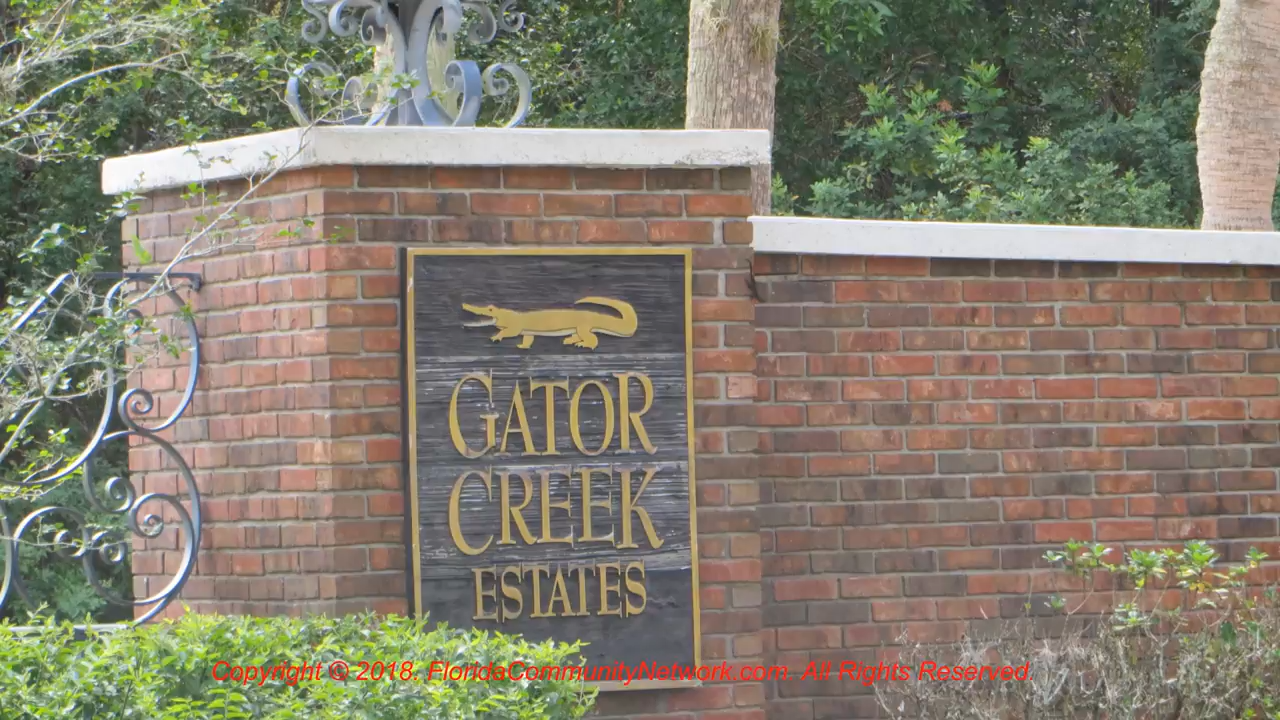 GATOR
CREEK
ESTATES
Copyright © 2018. FloridaCommunityNetwork.com. All Rights Reserved.